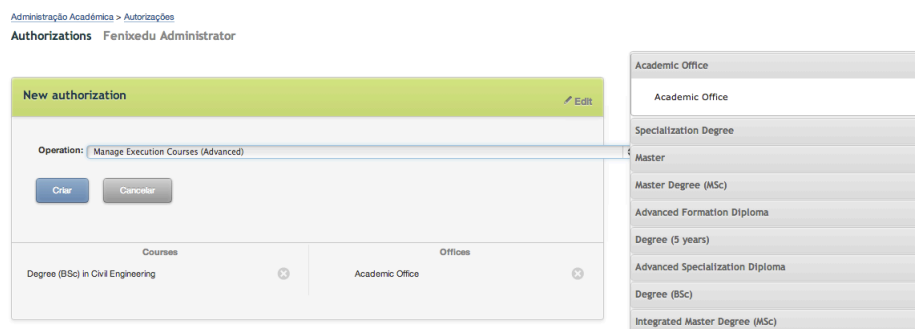 Administração Académica > Autorizações
Authorizations Fenixedu Administrator
New authorization
Edit
Operation: Manage Execution Courses (Advanced)
Criar Cancelar
Courses Offices
Degree (BSc) in Civil Engineering Academic Office
Academic Office
Academic Office
Specialization Degree
Master
Master Degree (MSc)
Advanced Formation Diploma
Degree (5 years)
Advanced Specialization Diploma
Degree (BSc)
Integrated Master Degree (MSc)